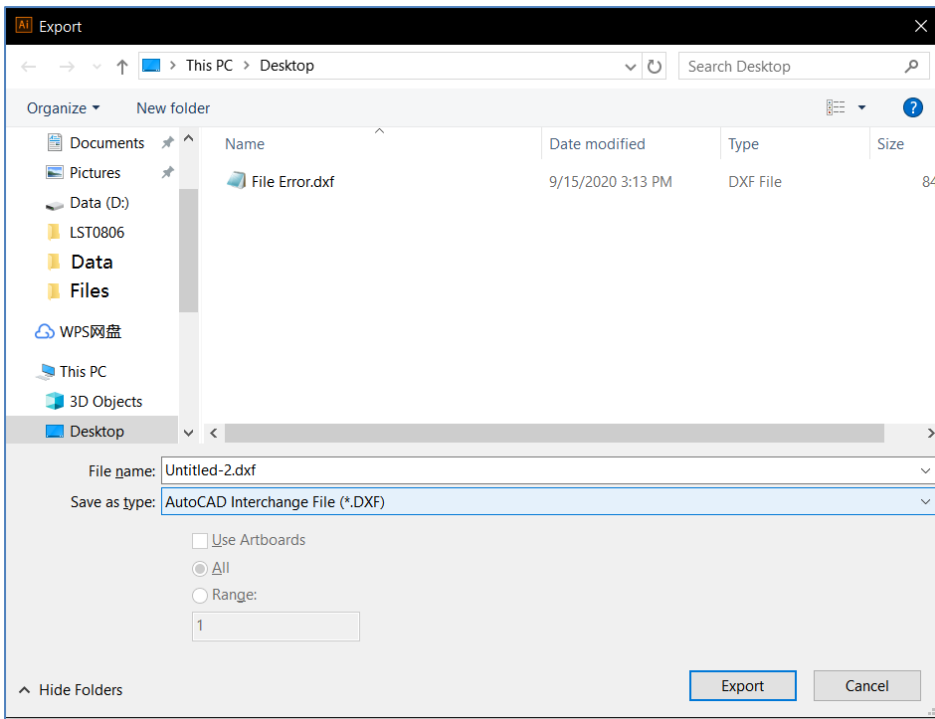 Ai Export
This PC > Desktop
Search Desktop
Organize
New folder
?
Documents
Pictures
Data (D:)
LST0806
Data
Files
WPS网盘
This PC
3D Objects
Desktop
Name
Date modified
Type
Size
File Error.dxf
9/15/2020 3:13 PM
DXF File
84
File name: Untitled-2.dxf
Save as type: AutoCAD Interchange File (*.DXF)
Use Artboards
All
Range:
1
Hide Folders
Export
Cancel